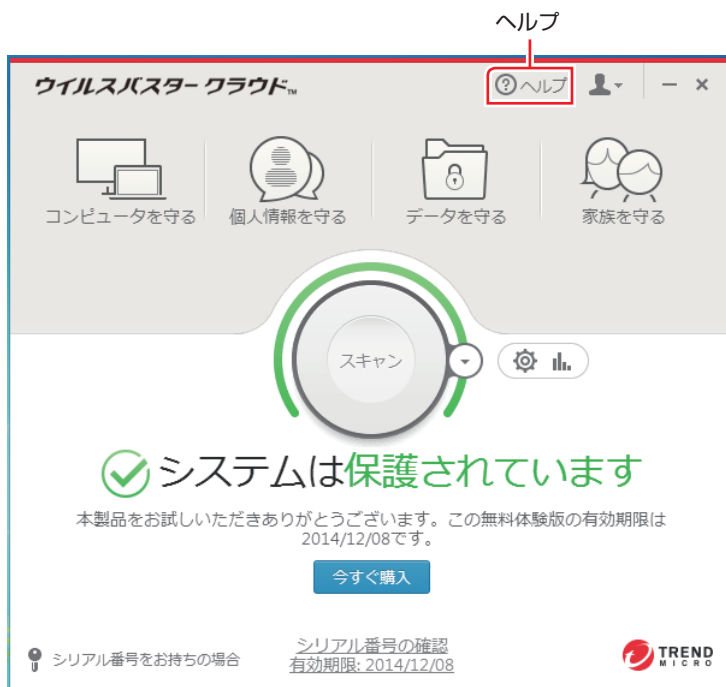 ヘルプ
ウイルスバスター クラウド™
ヘルプ
コンピュータを守る
個人情報を守る
データを守る
家族を守る
スキャン
システムは保護されています
本製品をお試しいただきありがとうございます。この無料体験版の有効期限は
2014/12/08です。
今すぐ購入
シリアル番号をお持ちの場合
シリアル番号の確認
有効期限: 2014/12/08
TREND
MICRO